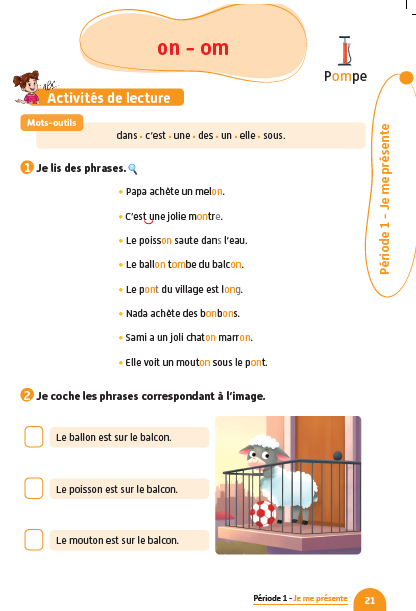 on - om
Pompe
Activités de lecture
Mots-outils
dans • c'est • une • des • un • elle • sous.
1 Je lis des phrases.
• Papa achète un melon.
• C'est une jolie montre.
• Le poisson saute dans l'eau.
• Le ballon tombe du balcon.
• Le pont du village est long.
• Nada achète des bonbons.
• Sami a un joli chaton marron.
• Elle voit un mouton sous le pont.
2 Je coche les phrases correspondant à l'image.
Le ballon est sur le balcon.
Le poisson est sur le balcon.
Le mouton est sur le balcon.
Période 1 - Je me présente
Période 1 - Je me présente
21